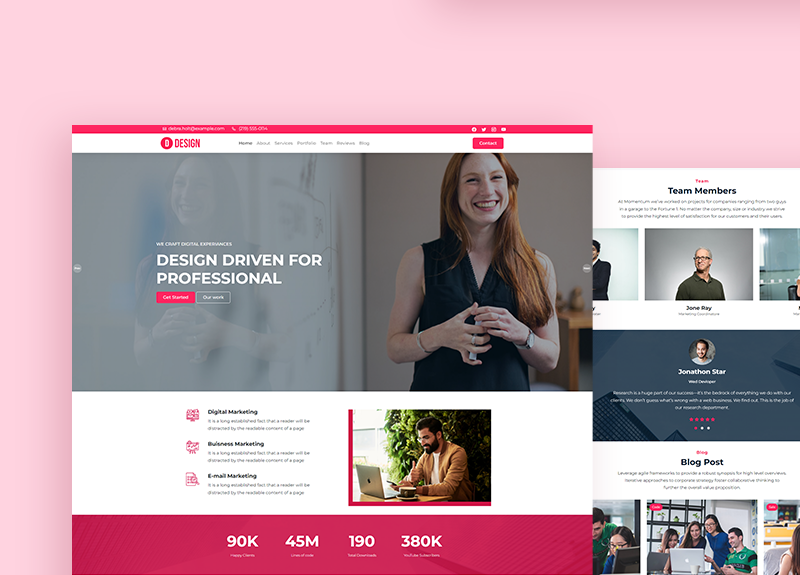 debra.holt@example.com
(219) 555-0114
D DESIGN
Home About Services Portfolio Team Reviews Blog
Contact
WE CRAFT DIGITAL EXPERIANCES
DESIGN DRIVEN FOR
PROFESSIONAL
Get Started
Our work
Digital Marketing
It is a long established fact that a reader will be
distracted by the readable content of a page
Buisness Marketing
It is a long established fact that a reader will be
distracted by the readable content of a page
E-mail Marketing
It is a long established fact that a reader will be
distracted by the readable content of a page
90K 45M 190 380K
Happy Clients Lines of code Total Downloads YouTube Subscribers
Team
Team Members
At Momentum we've worked on projects for companies ranging from two guys
in a garage to the Fortune 1. No matter the company, size or industry we strive
to provide the highest level of satisfaction for our customers and their users.
Jone Ray
Marketing Coordinature
Jonathon Star
Wed Devloper
Research is a huge part of our success—it's the bedrock of everything we do with our
clients. We don't guess what's wrong with a web business. We find out. This is the job of
our research department.
Blog
Blog Post
Leverage agile frameworks to provide a robust synopsis for high level overviews.
Iterative approaches to corporate strategy foster collaborative thinking to
further the overall value proposition.